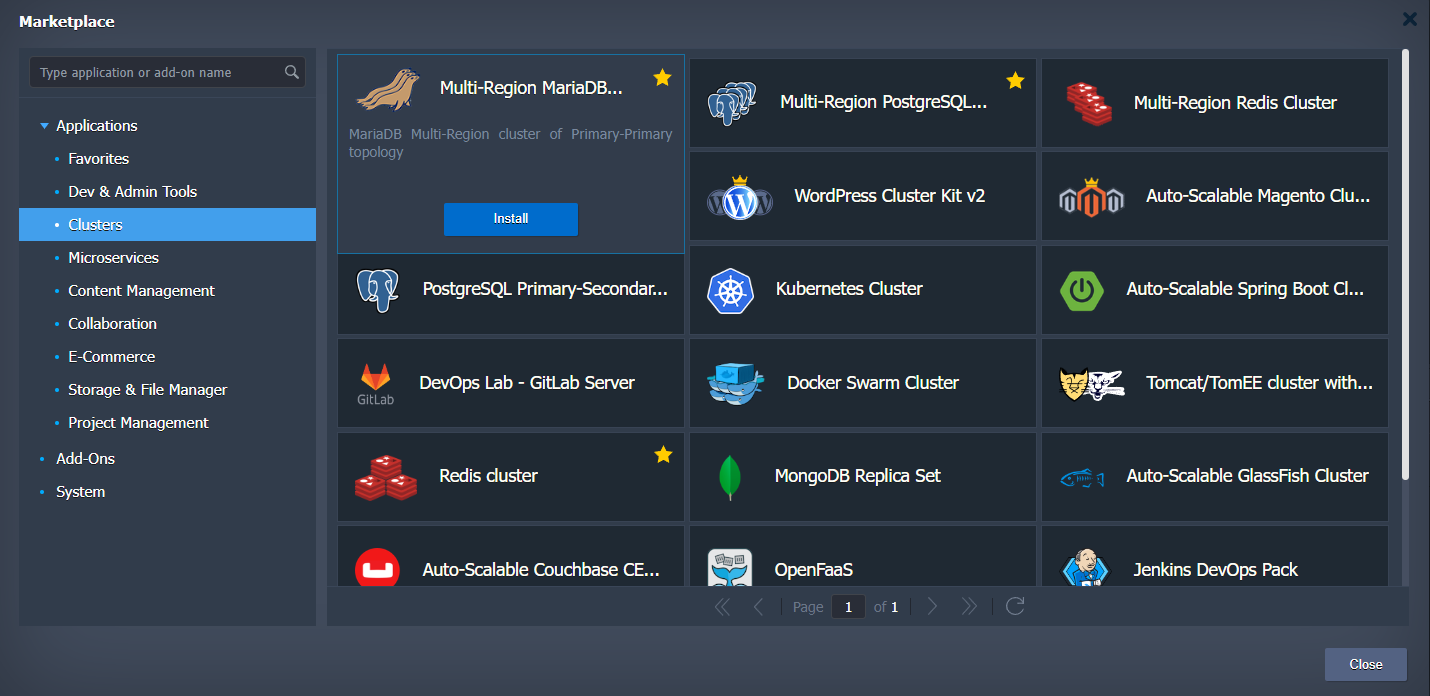 Marketplace
Type application or add-on name
Applications
Favorites
Dev & Admin Tools
Clusters
Microservices
Content Management
Collaboration
E-Commerce
Storage & File Manager
Project Management
Add-Ons
System
Multi-Region MariaDB...
MariaDB Multi-Region cluster of Primary-Primary
topology
Install
Multi-Region PostgreSQL...
Multi-Region Redis Cluster
WordPress Cluster Kit v2
Auto-Scalable Magento Clu...
PostgreSQL Primary-Secondar...
Kubernetes Cluster
Auto-Scalable Spring Boot Cl...
GitLab
DevOps Lab - GitLab Server
Docker Swarm Cluster
Tomcat/TomEE cluster with...
Redis cluster
MongoDB Replica Set
Auto-Scalable GlassFish Cluster
Auto-Scalable Couchbase CE...
OpenFaaS
Jenkins DevOps Pack
Page 1 of 1
Close